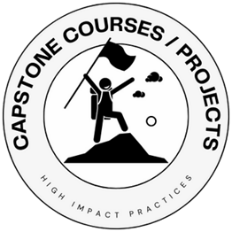 CAPSTONE COURSES / PROJECTS
HIGH IMPACT PRACTICES